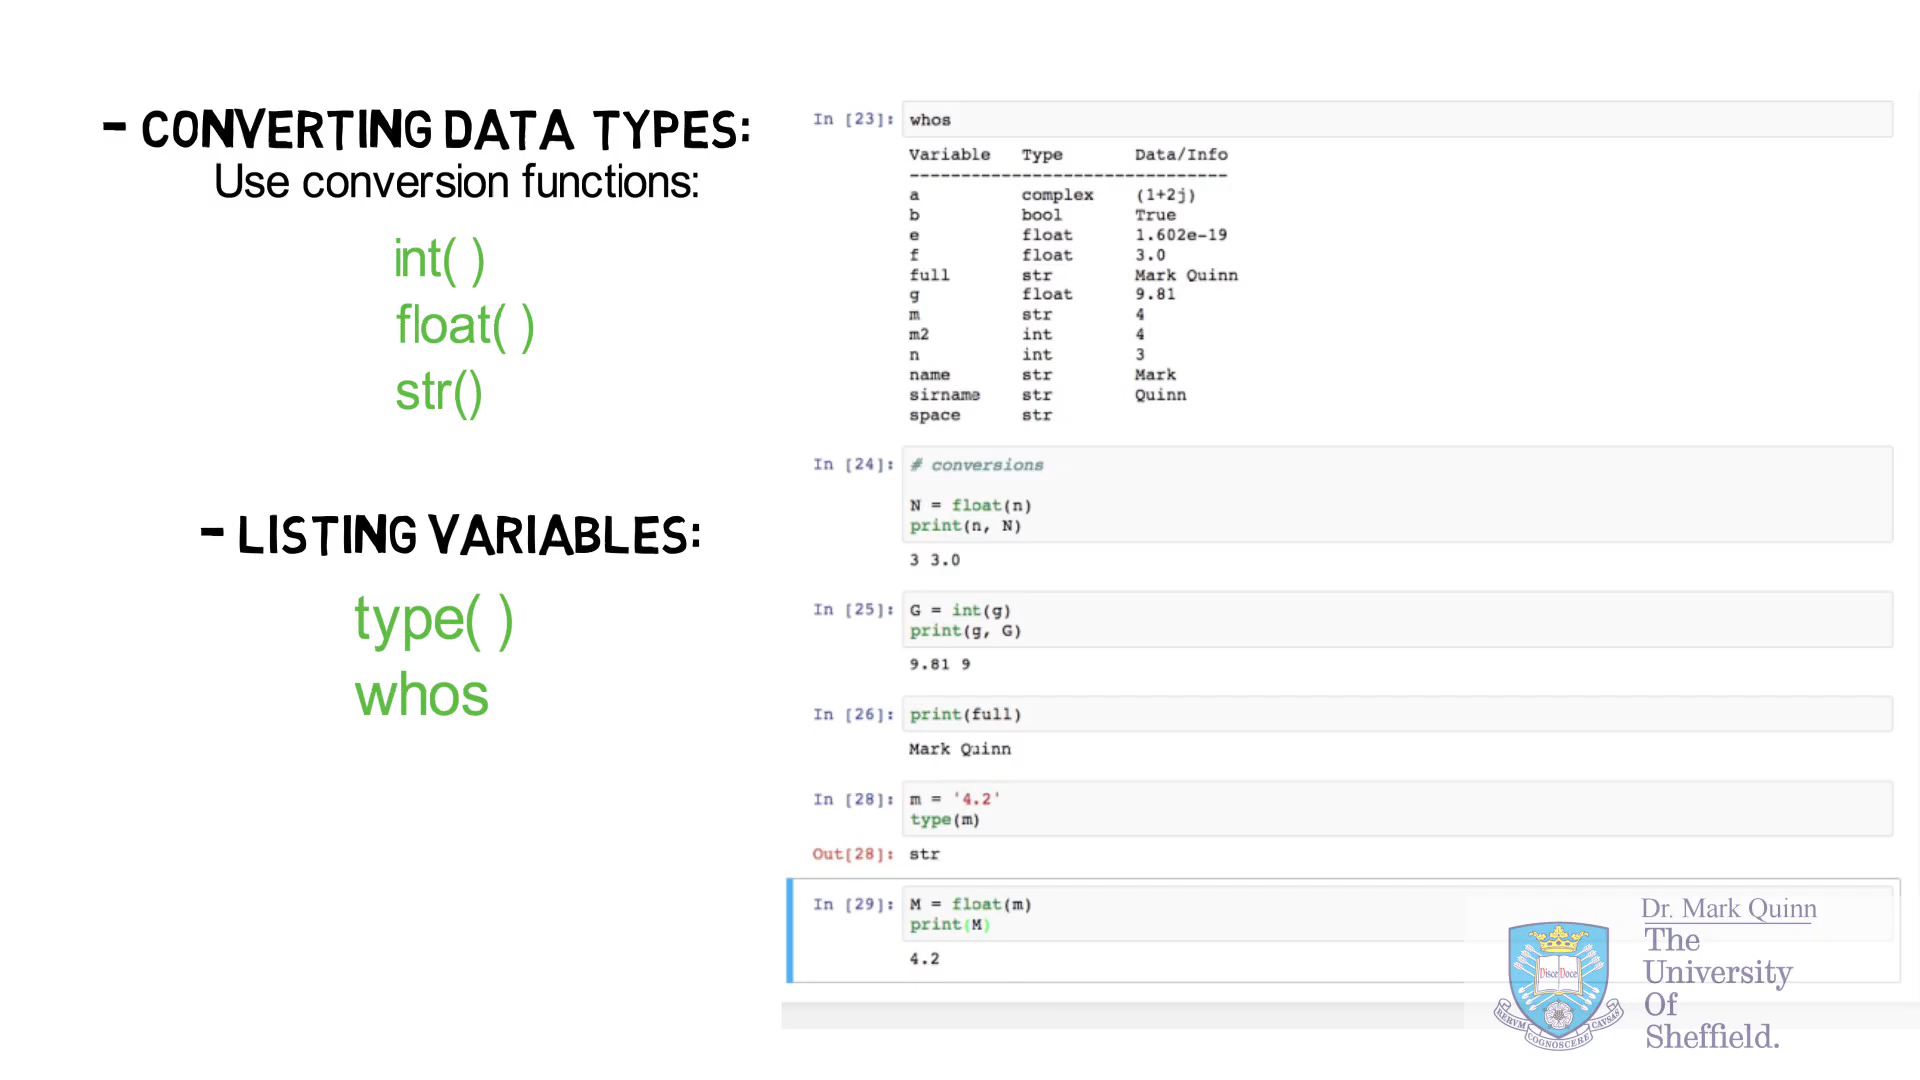 - CONVERTING DATA TYPES:
Use conversion functions:
int( )
float( )
str()
- LISTING VARIABLES:
type( )
whos
In [23]: whos
Variable Type Data/Info
-------------------------------
a complex (1+2j)
b bool True
e float 1.602e-19
f float 3.0
full str Mark Quinn
g float 9.81
m str 4
m2 int 4
n int 3
name str Mark
sirname str Quinn
space str
In [24]: # conversions
N = float(n)
print(n, N)
3 3.0
In [25]: G = int(g)
print(g, G)
9.81 9
In [26]: print(full)
Mark Quinn
In [28]: m = '4.2'
type(m)
Out[28]: str
In [29]: M = float(m)
print(M)
4.2
Dr. Mark Quinn
The
University
Of
Sheffield.
Disce Doce
RERVM COGNOSCERE CAVSAS